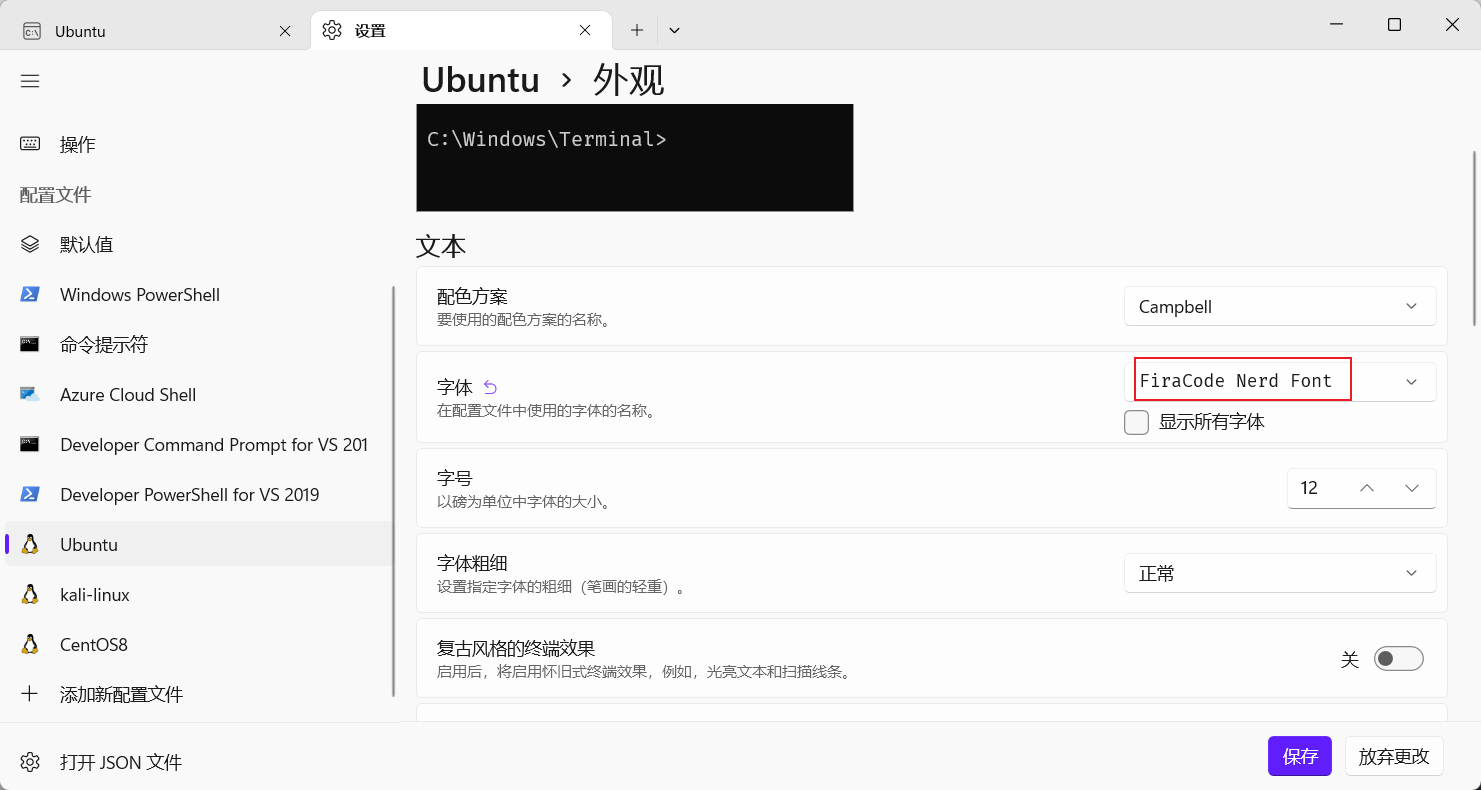 Ubuntu
设置
Ubuntu › 外观
C:\Windows\Terminal>
操作
配置文件
默认值
Windows PowerShell
命令提示符
Azure Cloud Shell
Developer Command Prompt for VS 201
Developer PowerShell for VS 2019
Ubuntu
kali-linux
CentOS8
添加新配置文件
打开 JSON 文件
文本
配色方案
要使用的配色方案的名称。
Campbell
字体
在配置文件中使用的字体的名称。
FiraCode Nerd Font
显示所有字体
字号
以磅为单位中字体的大小。
12
字体粗细
设置指定字体的粗细（笔画的轻重）。
正常
复古风格的终端效果
启用后，将启用怀旧式终端效果，例如，光亮文本和扫描线条。
关
保存
放弃更改